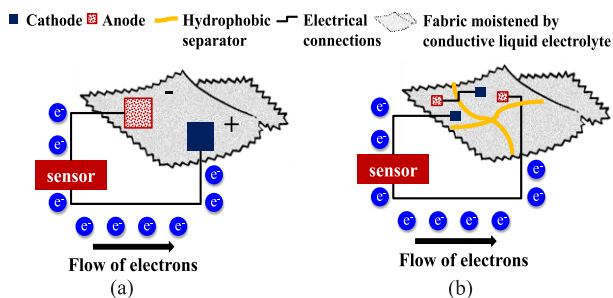 Cathode Anode Hydrophobic separator Electrical connections Fabric moistened by conductive liquid electrolyte
- +
e-
e-
sensor
e-
e-
e-
e- e- e- e-
Flow of electrons
(a)
e-
e-
sensor
e-
e-
e-
e- e- e- e-
Flow of electrons
(b)